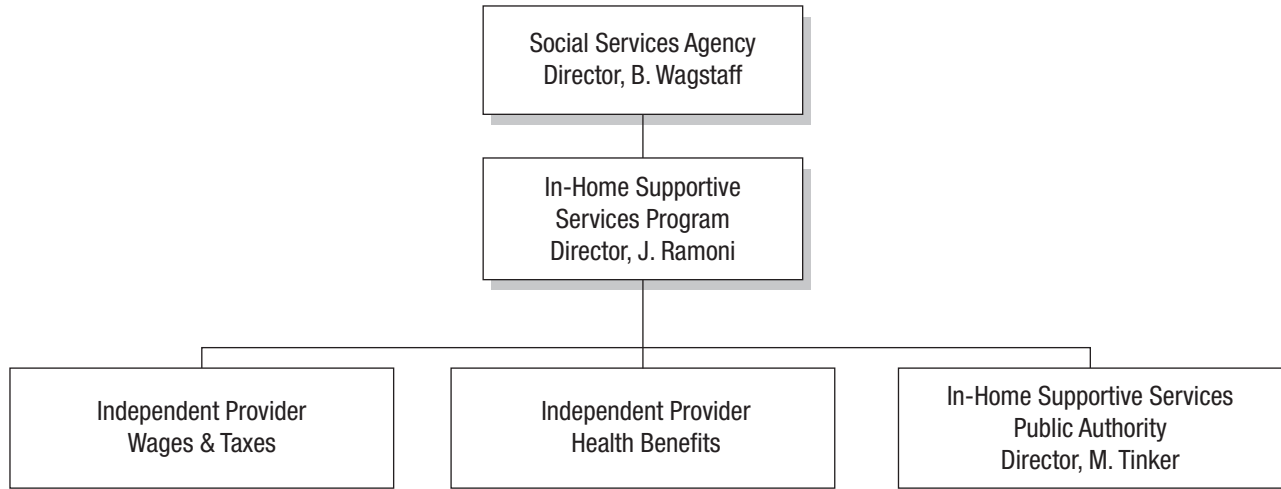 Social Services Agency
Director, B. Wagstaff
In-Home Supportive
Services Program
Director, J. Ramoni
Independent Provider
Wages & Taxes
Independent Provider
Health Benefits
In-Home Supportive Services
Public Authority
Director, M. Tinker